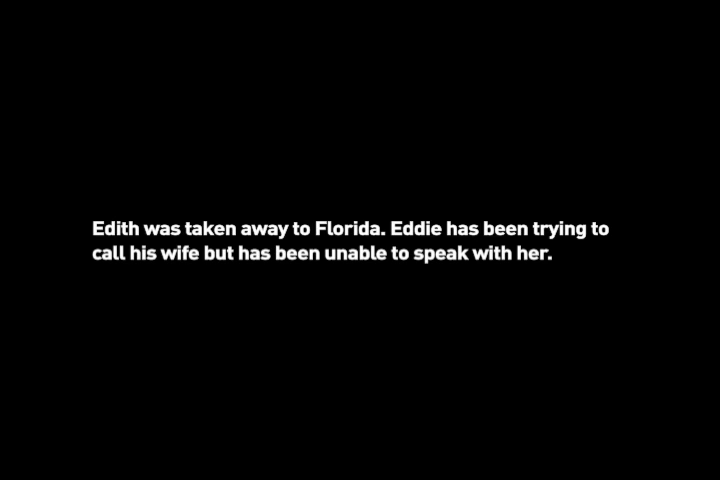 Edith was taken away to Florida. Eddie has been trying to
call his wife but has been unable to speak with her.